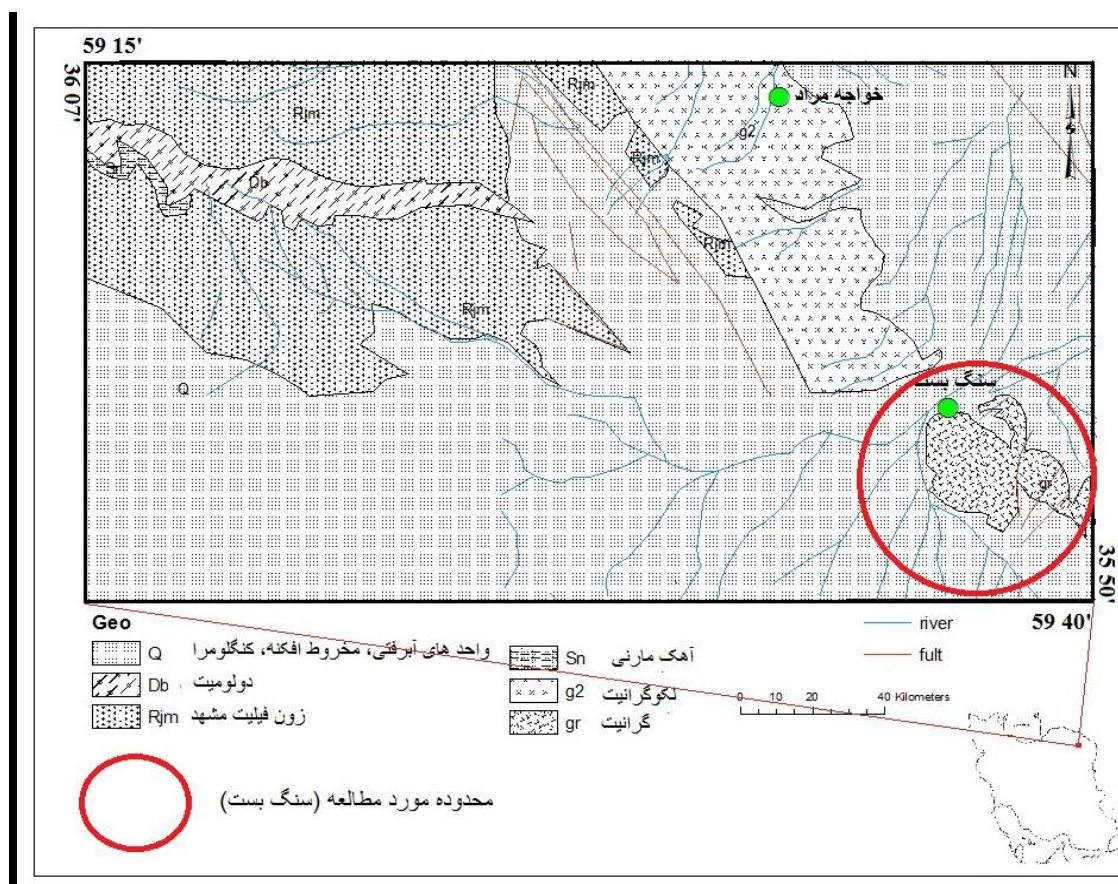 59 15'
36 07'
N
Rjm
Rjm
خواجه مراد
g2
Rjm
Db
Sn
Rjm
Rjm
Q
سنگ بست
gr
35 50'
59 40'
Geo
Q واحد های آبرفتی، مخروط افکنه، کنگلومرا
Db دولومیت
Rjm زون فیلیت مشهد
Sn آهک مارنی
g2 لکوگرانیت
gr گرانیت
river
fult
0 10 20 40 Kilometers
محدوده مورد مطالعه (سنگ بست)